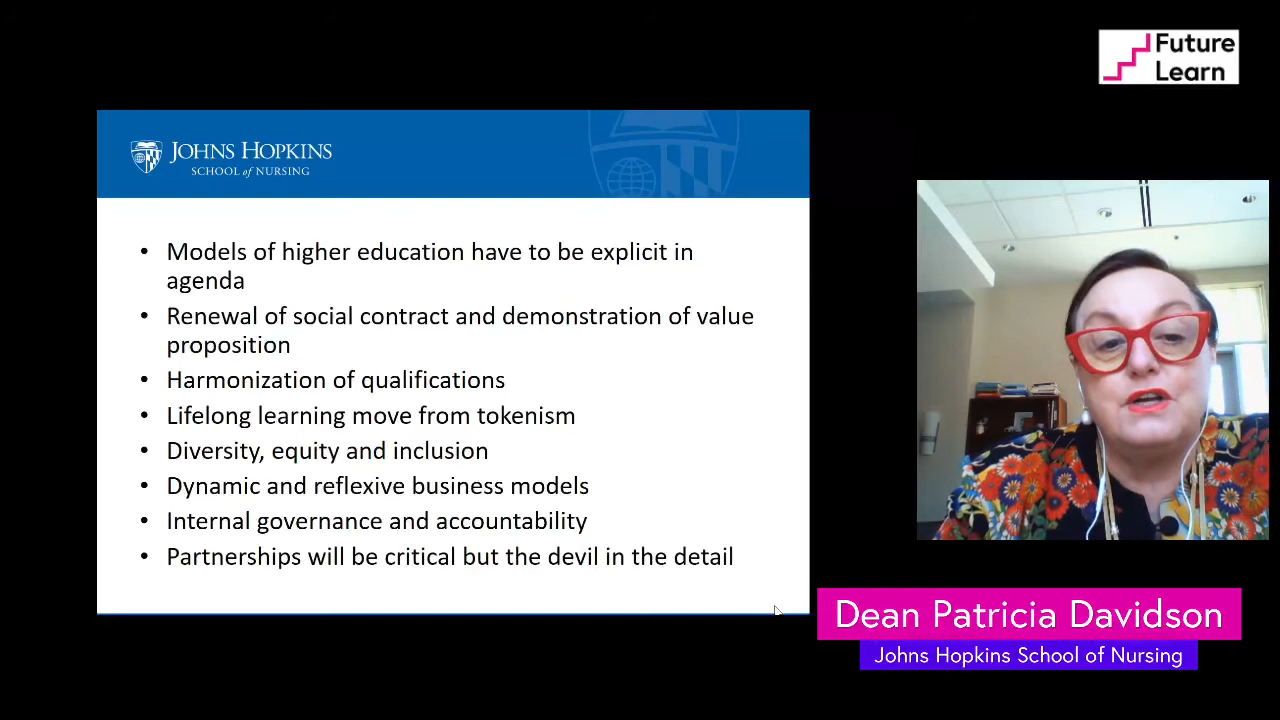 Future
Learn
JOHNS HOPKINS
SCHOOL of NURSING
• Models of higher education have to be explicit in
agenda
• Renewal of social contract and demonstration of value
proposition
• Harmonization of qualifications
• Lifelong learning move from tokenism
• Diversity, equity and inclusion
• Dynamic and reflexive business models
• Internal governance and accountability
• Partnerships will be critical but the devil in the detail
Dean Patricia Davidson
Johns Hopkins School of Nursing